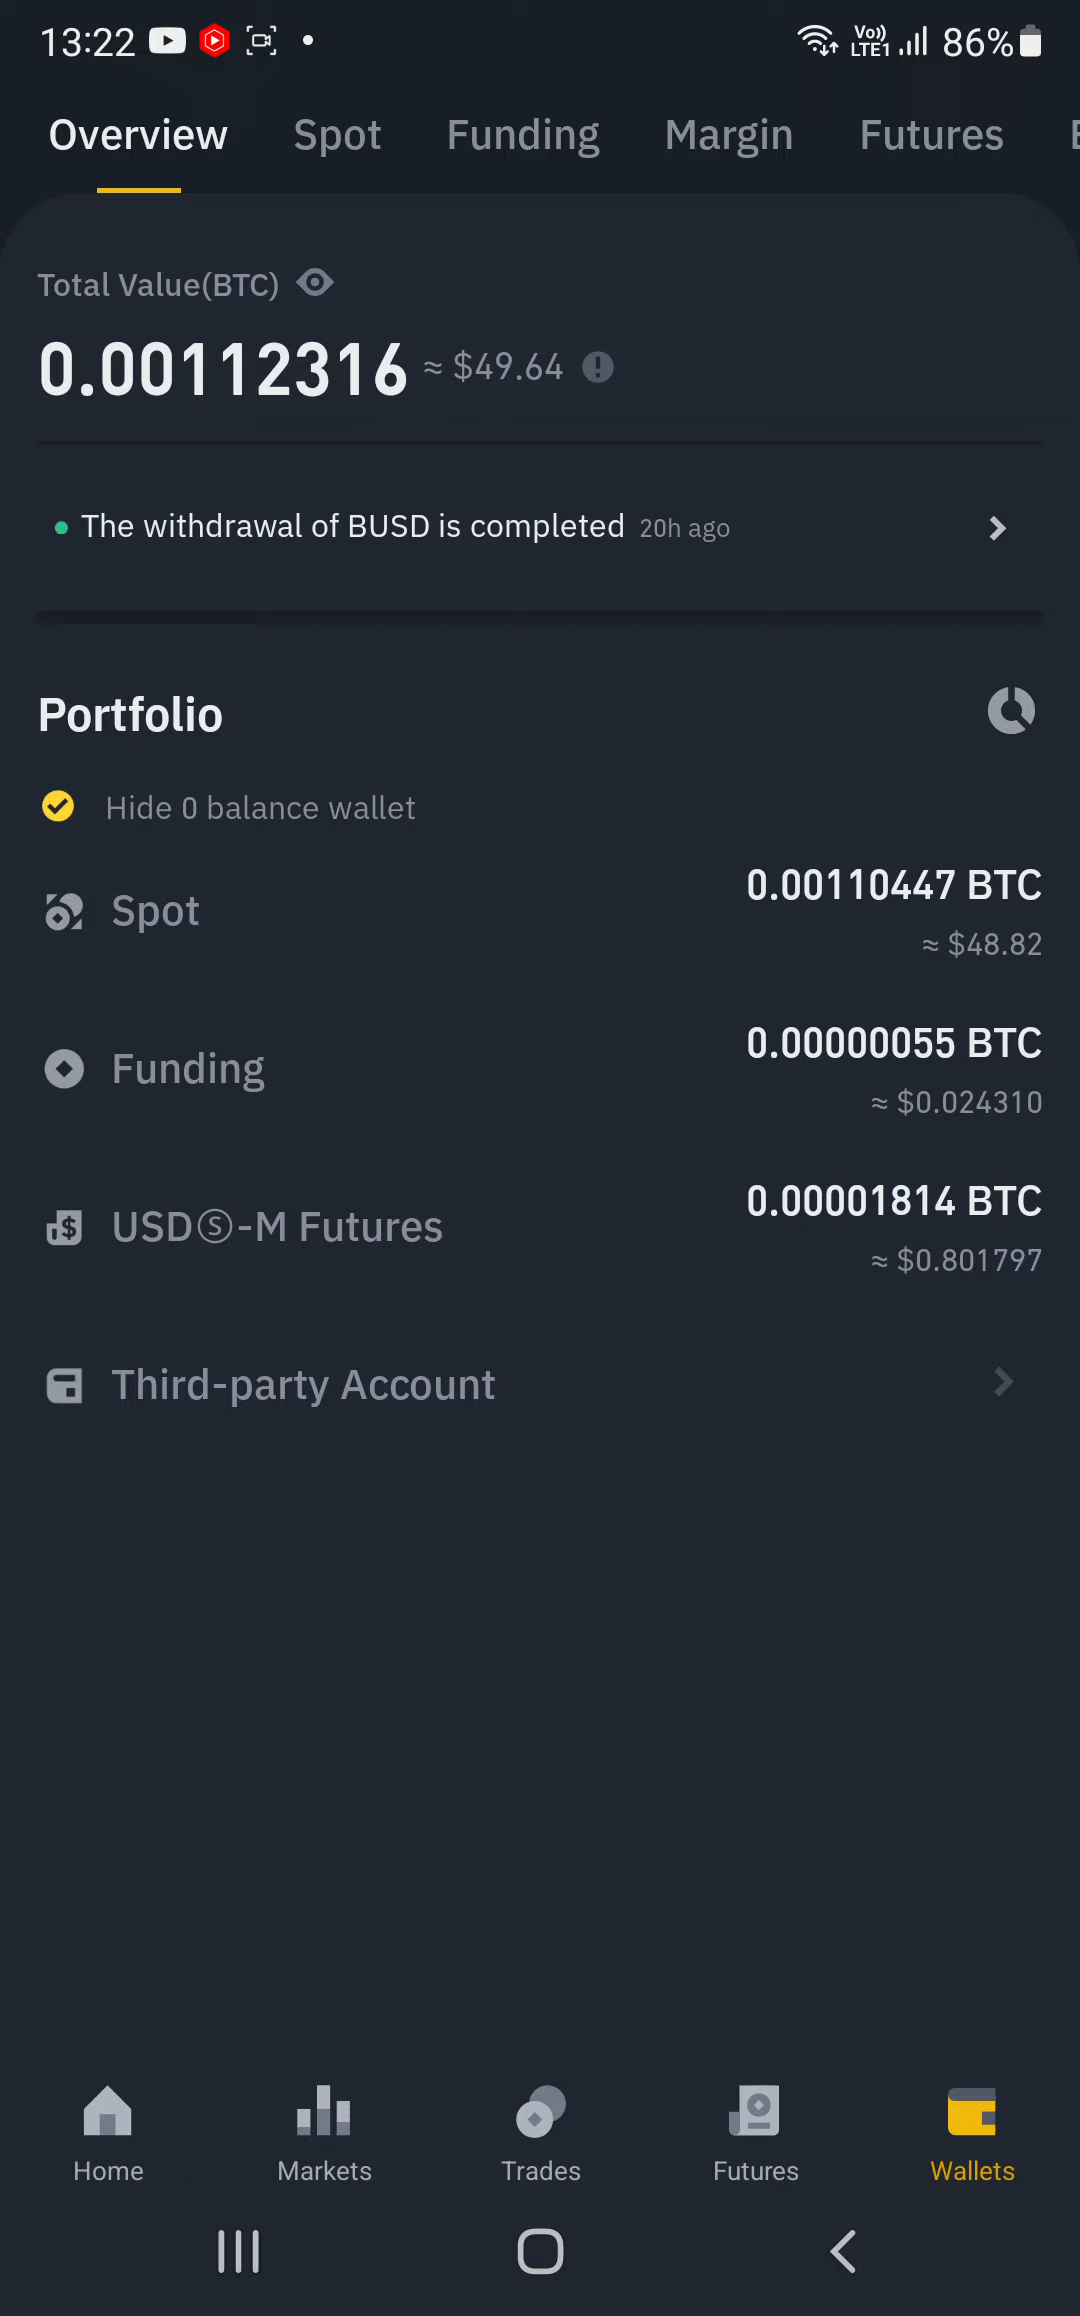 13:22 Vo)) LTE1 86%
Overview Spot Funding Margin Futures
Total Value(BTC)
0.00112316 ≈ $49.64
The withdrawal of BUSD is completed 20h ago
Portfolio
Hide 0 balance wallet
Spot 0.00110447 BTC
≈ $48.82
Funding 0.00000055 BTC
≈ $0.024310
USDⓈ-M Futures 0.00001814 BTC
≈ $0.801797
Third-party Account
Home Markets Trades Futures Wallets